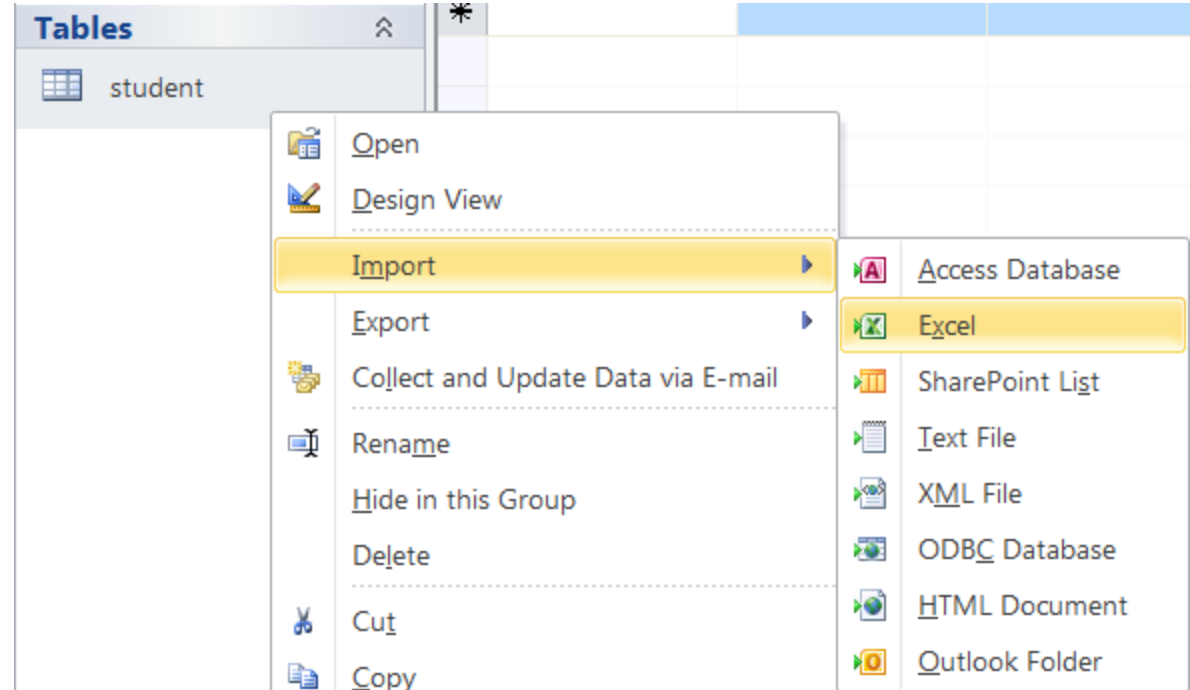 Tables
student
Open
Design View
Import
Export
Collect and Update Data via E-mail
Rename
Hide in this Group
Delete
Cut
Copy
Access Database
Excel
SharePoint List
Text File
XML File
ODBC Database
HTML Document
Outlook Folder